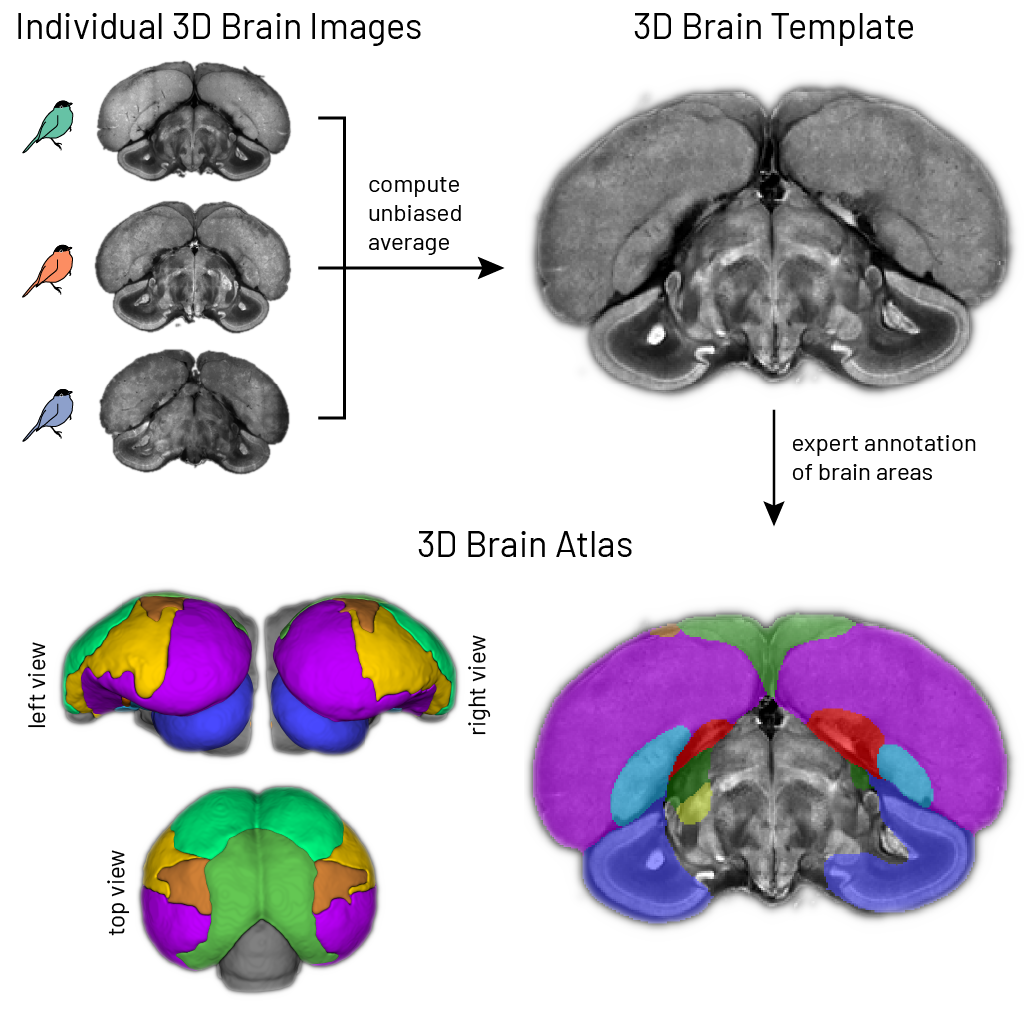 Individual 3D Brain Images
3D Brain Template
compute
unbiased
average
expert annotation
of brain areas
3D Brain Atlas
left view
right view
top view